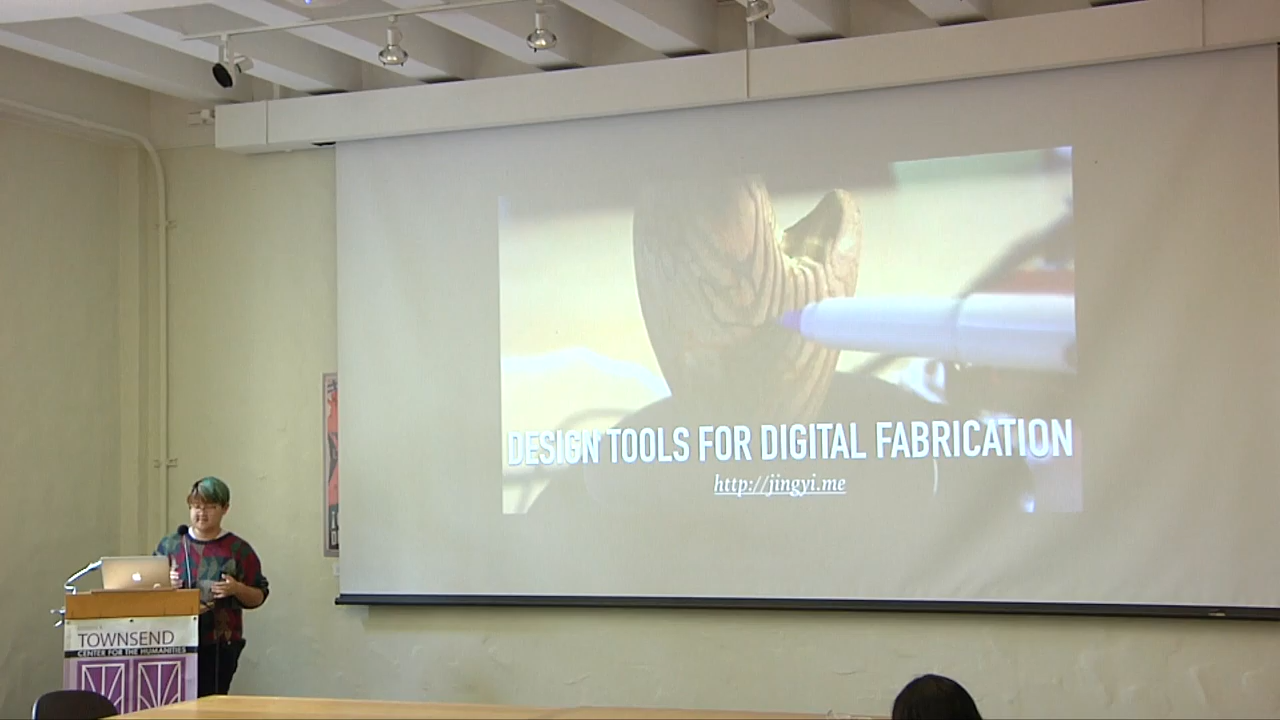 DESIGN TOOLS FOR DIGITAL FABRICATION
http://jingyi.me
TOWNSEND
CENTER FOR THE HUMANITIES